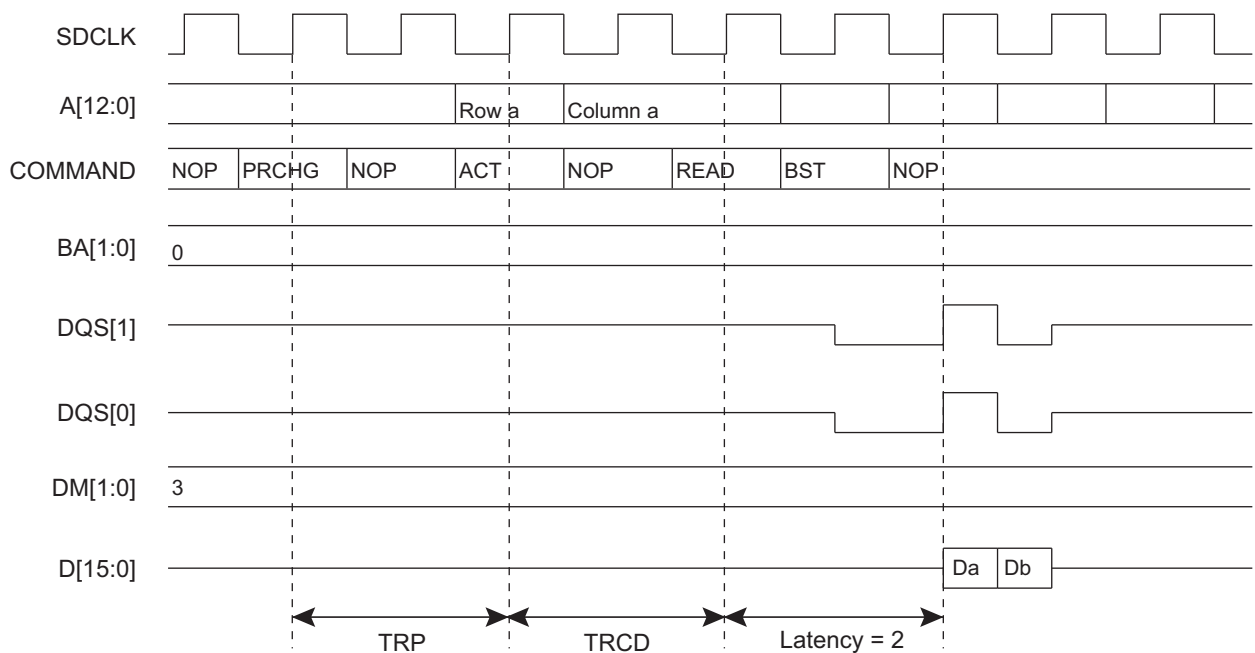 SDCLK
A[12:0] Row a Column a
COMMAND NOP PRCHG NOP ACT NOP READ BST NOP
BA[1:0] 0
DQS[1]
DQS[0]
DM[1:0] 3
D[15:0] Da Db
TRP TRCD Latency = 2